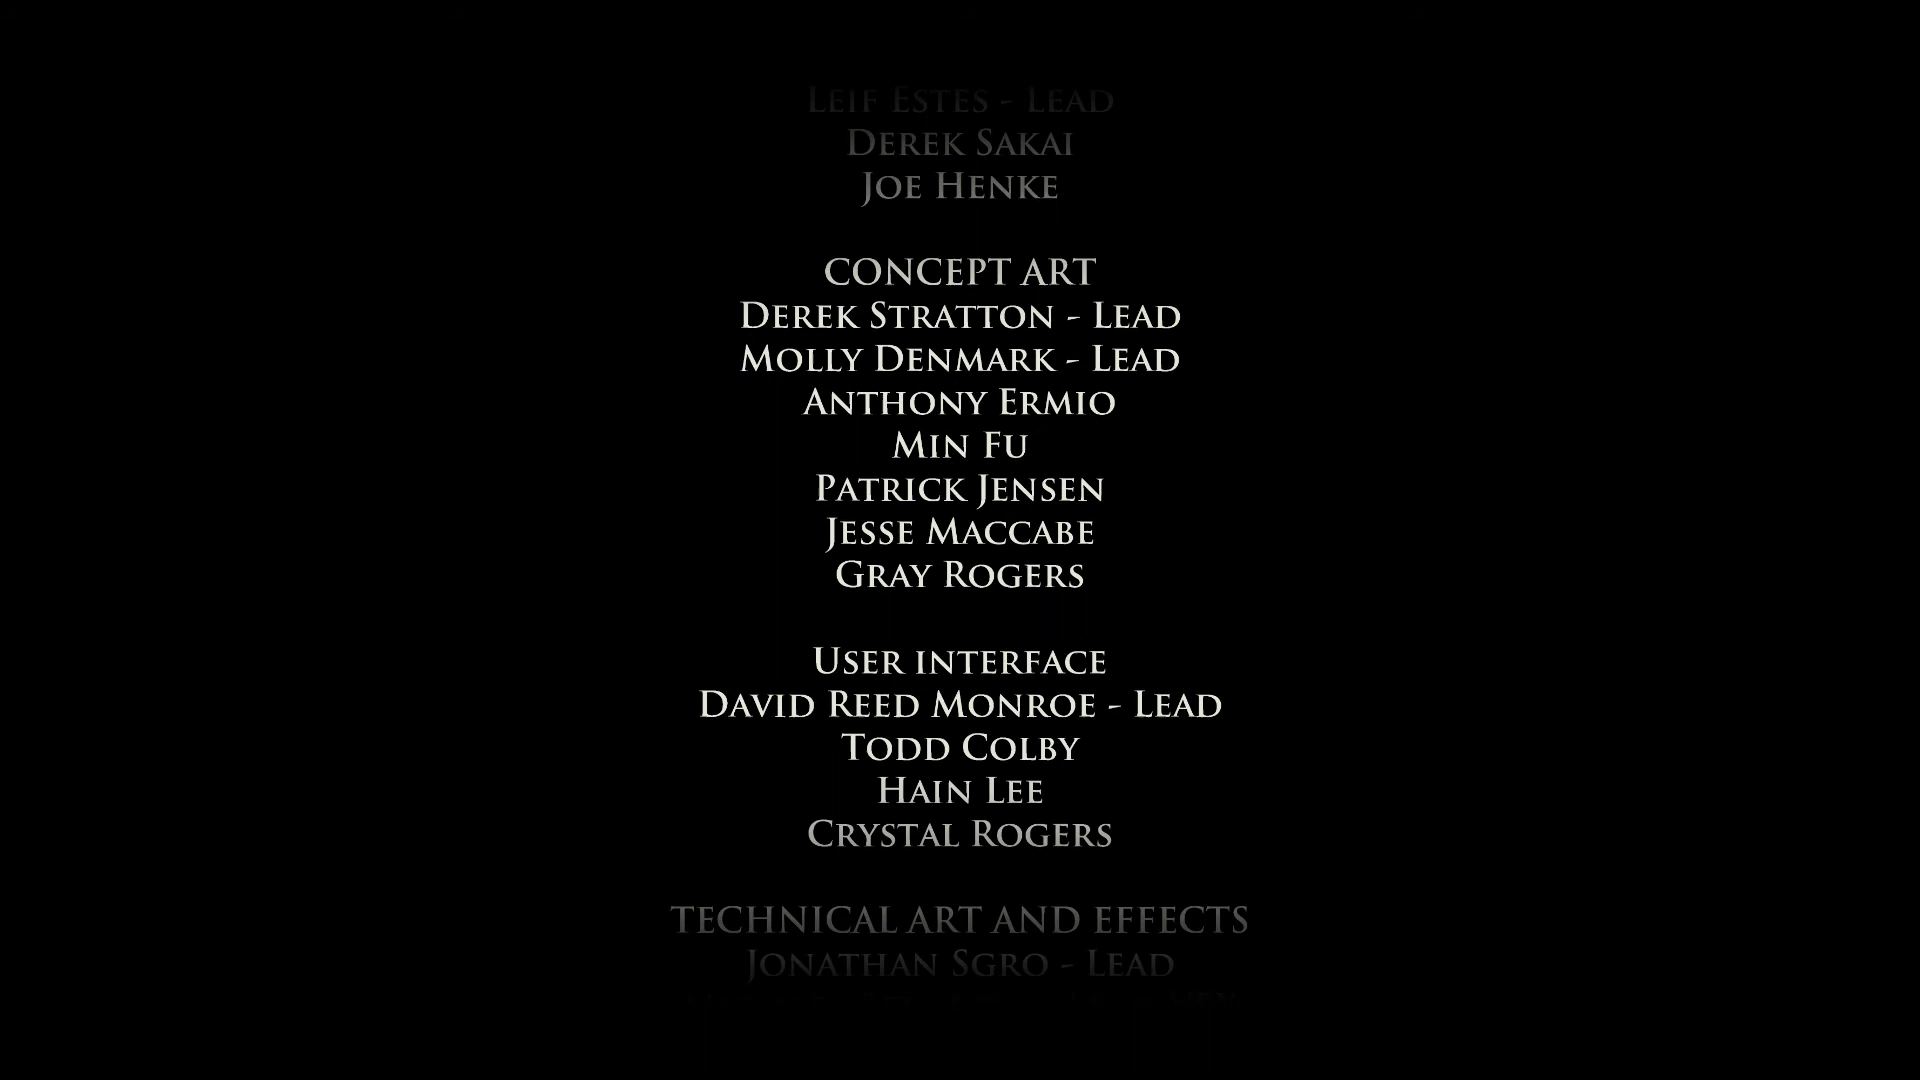 Leif Estes - Lead
Derek Sakai
Joe Henke
CONCEPT ART
Derek Stratton - Lead
Molly Denmark - Lead
Anthony Ermio
Min Fu
Patrick Jensen
Jesse Maccabe
Gray Rogers
User interface
David Reed Monroe - Lead
Todd Colby
Hain Lee
Crystal Rogers
TECHNICAL ART AND EFFECTS
Jonathan Sgro - Lead